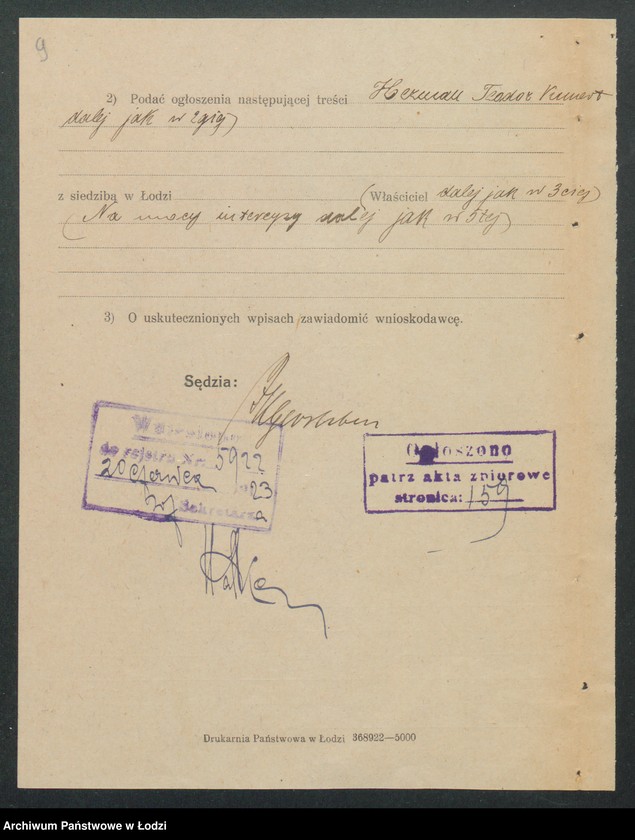 9
2) Podać ogłoszenia następującej treści Herman Teodor Kunert
dalej jak w 2giej)
z siedzibą w Łodzi (Właściciel dalej jak w 3ciej)
(Na mocy intercyzy dalej jak w 5tej)
3) O uskutecznionych wpisach zawiadomić wnioskodawcę.
Sędzia:
do rejestru Nr. 5922
20 czerwca 1923
Sekretarza
Ogłoszono
patrz akta zbiorowe
stronica: 159
Drukarnia Państwowa w Łodzi 368922—5000
Archiwum Państwowe w Łodzi